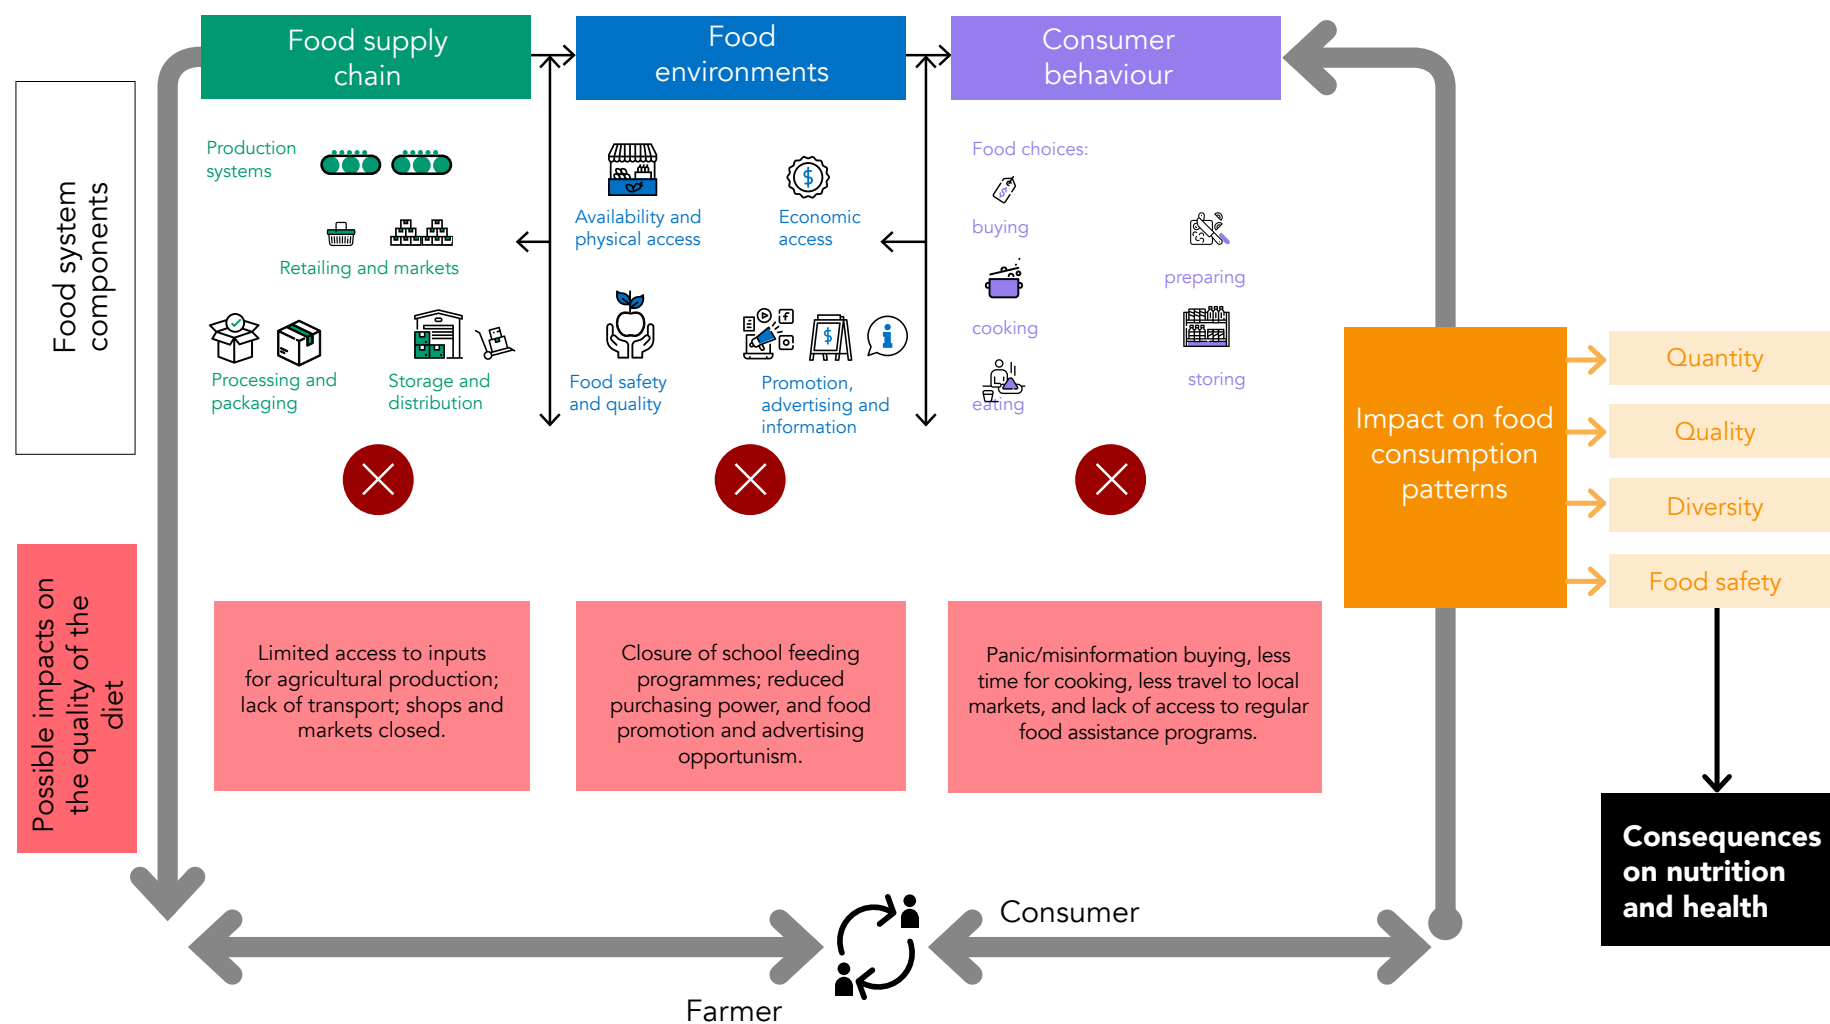 Food supply
chain
Food
environments
Consumer
behaviour
Food system
components
Production
systems
Retailing and markets
Processing and
packaging
Storage and
distribution
Availability and
physical access
Economic
access
Food safety
and quality
Promotion,
advertising and
information
Food choices:
buying
preparing
cooking
storing
eating
Impact on food
consumption
patterns
Quantity
Quality
Diversity
Food safety
Possible impacts on
the quality of the
diet
Limited access to inputs
for agricultural production;
lack of transport; shops and
markets closed.
Closure of school feeding
programmes; reduced
purchasing power, and food
promotion and advertising
opportunism.
Panic/misinformation buying, less
time for cooking, less travel to local
markets, and lack of access to regular
food assistance programs.
Consequences
on nutrition
and health
Consumer
Farmer